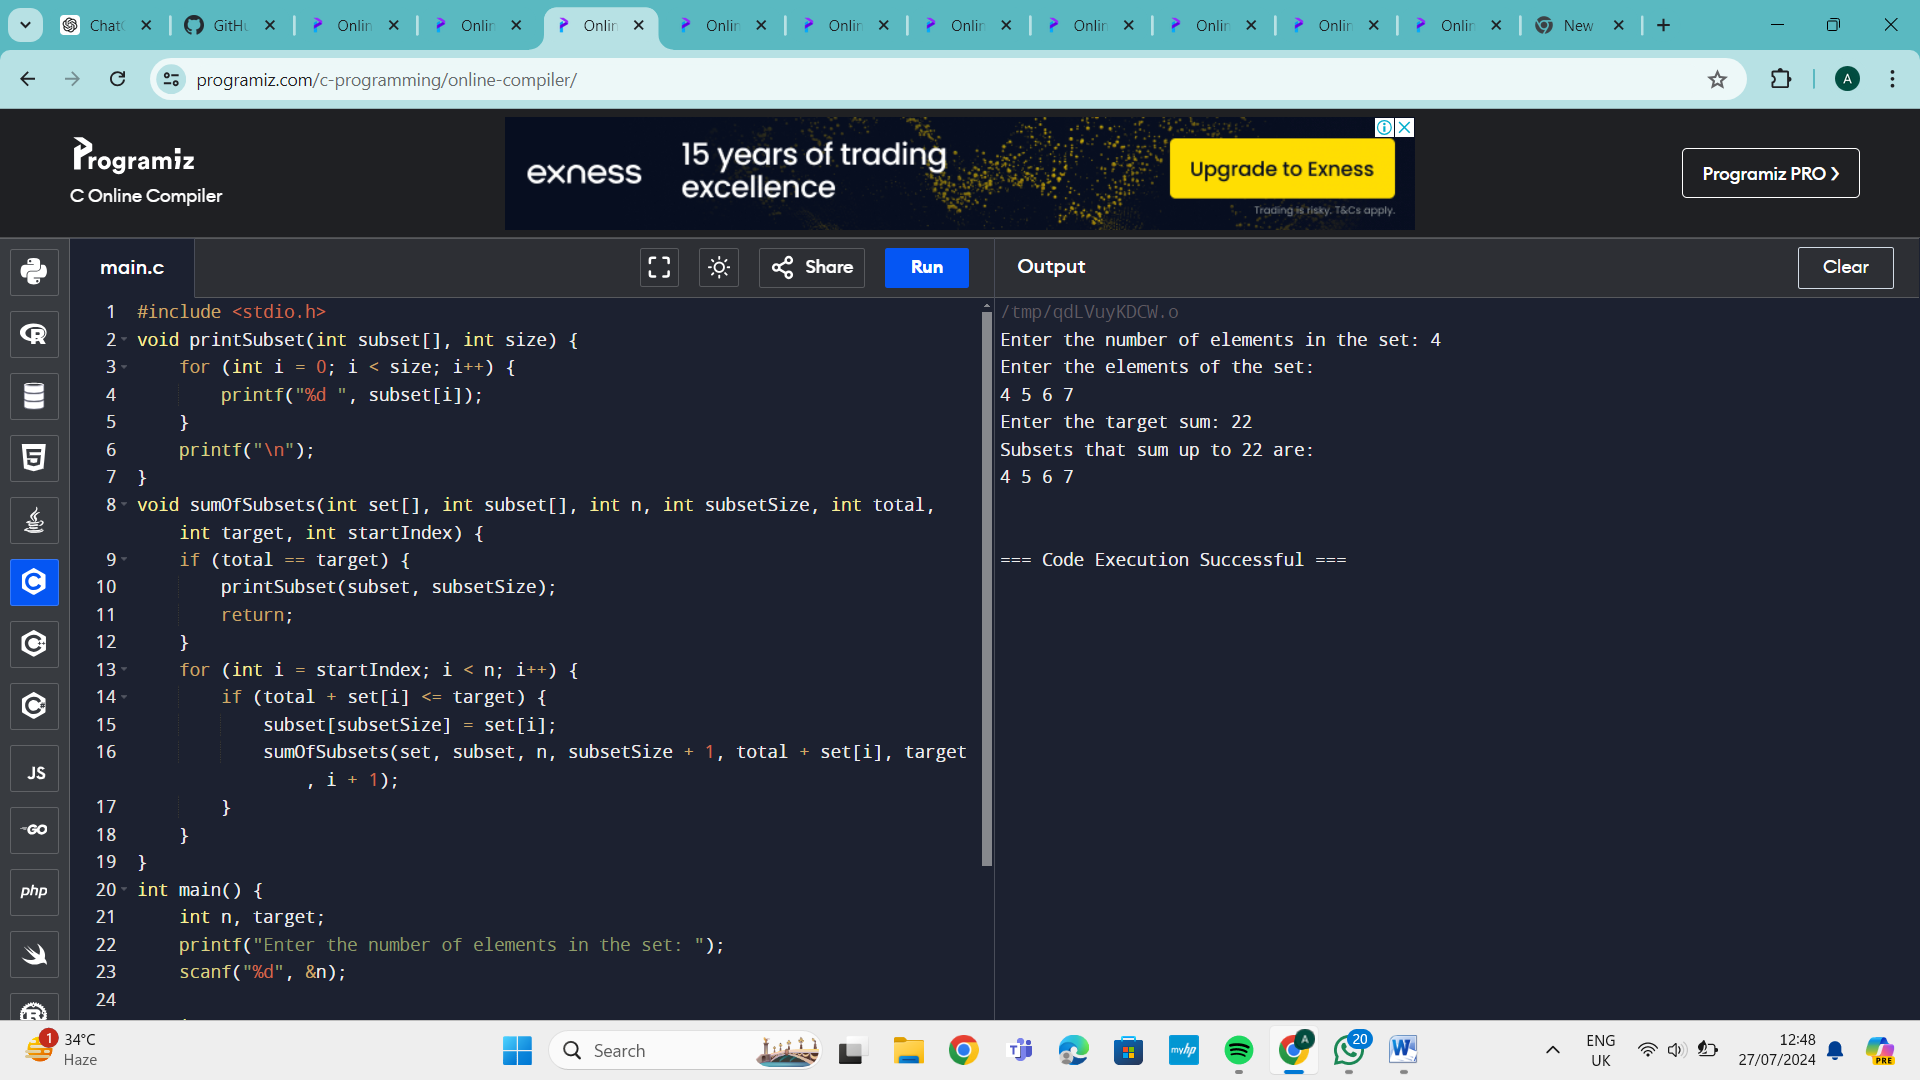 ChatG
GitHu
Onlin
Onlin
Onlin
Onlin
Onlin
Onlin
Onlin
Onlin
Onlin
Onlin
New
programiz.com/c-programming/online-compiler/
A
Programiz
C Online Compiler
exness
15 years of trading
excellence
Upgrade to Exness
Trading is risky. T&Cs apply.
Programiz PRO >
main.c
Share
Run
Output
Clear
1 #include <stdio.h>
2 void printSubset(int subset[], int size) {
3 for (int i = 0; i < size; i++) {
4 printf("%d ", subset[i]);
5 }
6 printf("\n");
7 }
8 void sumOfSubsets(int set[], int subset[], int n, int subsetSize, int total,
int target, int startIndex) {
9 if (total == target) {
10 printSubset(subset, subsetSize);
11 return;
12 }
13 for (int i = startIndex; i < n; i++) {
14 if (total + set[i] <= target) {
15 subset[subsetSize] = set[i];
16 sumOfSubsets(set, subset, n, subsetSize + 1, total + set[i], target
, i + 1);
17 }
18 }
19 }
20 int main() {
21 int n, target;
22 printf("Enter the number of elements in the set: ");
23 scanf("%d", &n);
24
/tmp/qdLVuyKDCW.o
Enter the number of elements in the set: 4
Enter the elements of the set:
4 5 6 7
Enter the target sum: 22
Subsets that sum up to 22 are:
4 5 6 7
=== Code Execution Successful ===
JS
GO
php
1
34°C
Haze
Search
myhp
A
20
ENG
UK
12:48
27/07/2024
PRE